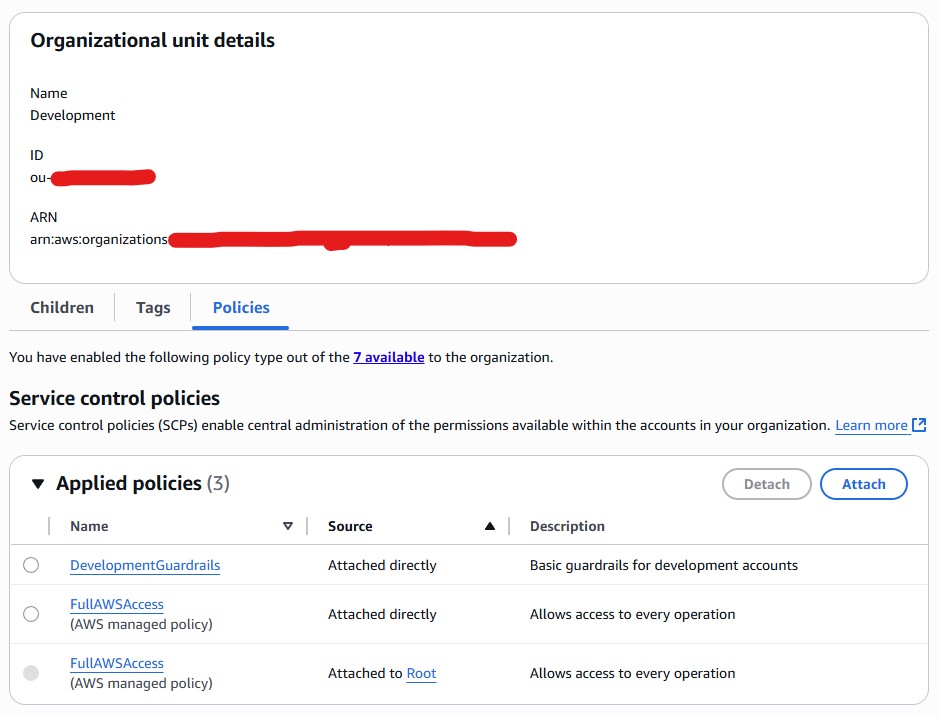 Organizational unit details
Name
Development
ID
ou-
ARN
arn:aws:organizations
Children Tags Policies
You have enabled the following policy type out of the 7 available to the organization.
Service control policies
Service control policies (SCPs) enable central administration of the permissions available within the accounts in your organization. Learn more
Applied policies (3) Detach Attach
Name Source Description
DevelopmentGuardrails Attached directly Basic guardrails for development accounts
FullAWSAccess
(AWS managed policy) Attached directly Allows access to every operation
FullAWSAccess
(AWS managed policy) Attached to Root Allows access to every operation